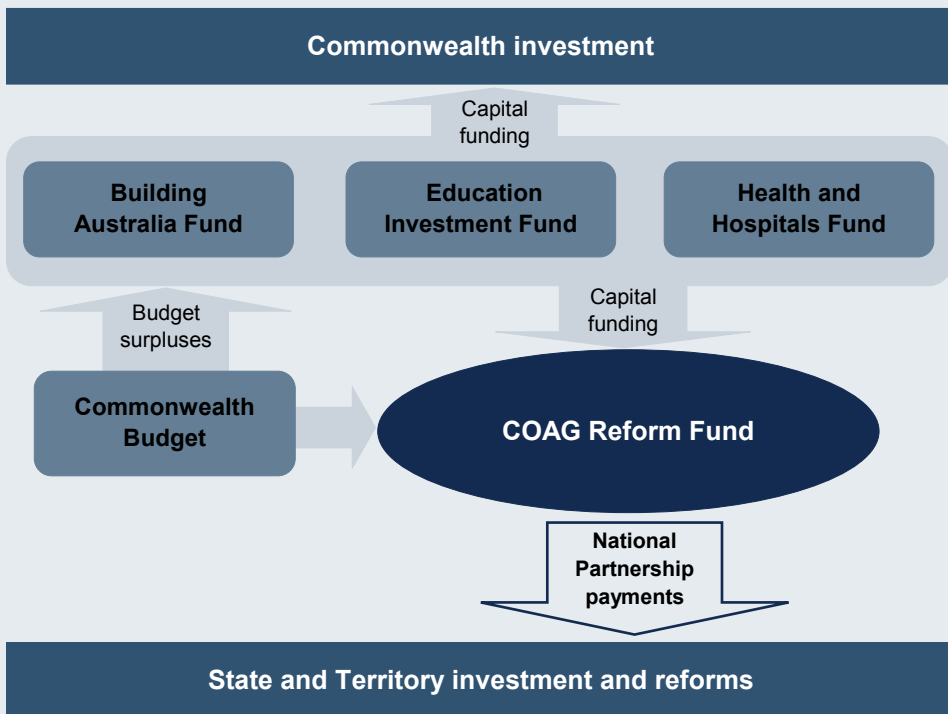 Commonwealth investment
Capital
funding
Building
Australia Fund
Education
Investment Fund
Health and
Hospitals Fund
Budget
surpluses
Capital
funding
Commonwealth
Budget
COAG Reform Fund
National
Partnership
payments
State and Territory investment and reforms